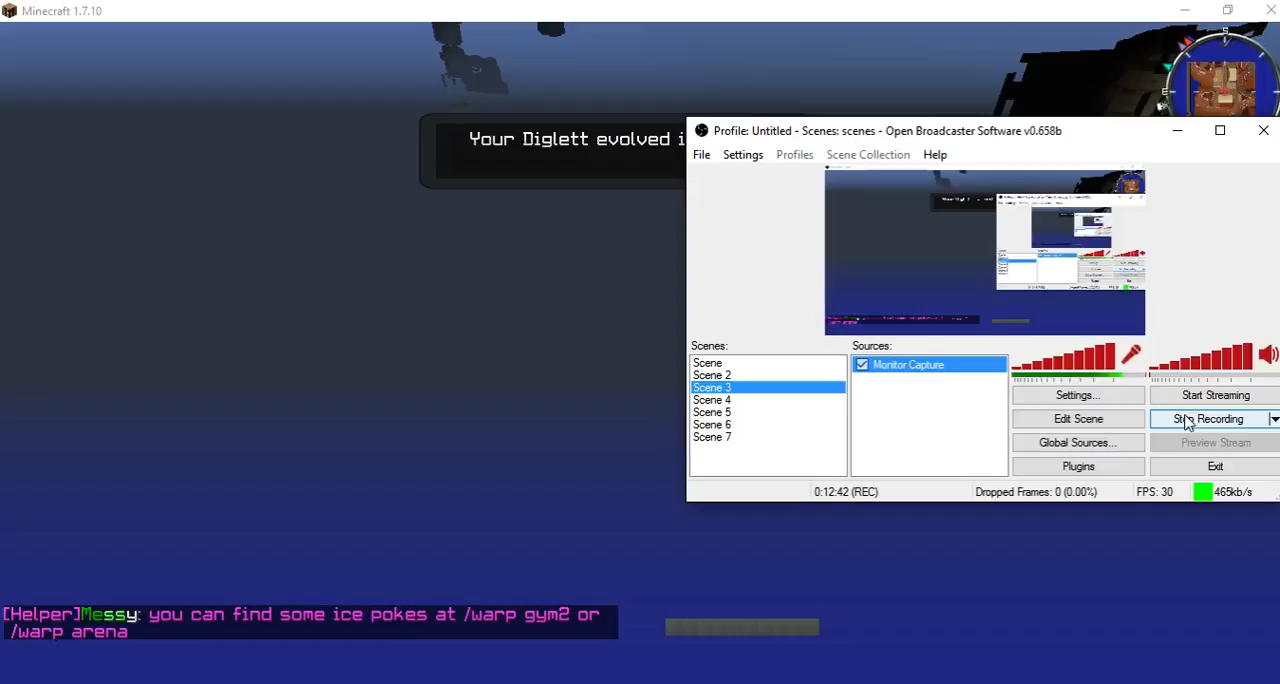 Minecraft 1.7.10
Your Diglett evolved i
Profile: Untitled - Scenes: scenes - Open Broadcaster Software v0.658b
File Settings Profiles Scene Collection Help
Scenes:
Scene
Scene 2
Scene 3
Scene 4
Scene 5
Scene 6
Scene 7
Sources:
Monitor Capture
Settings...
Start Streaming
Edit Scene
Stop Recording
Global Sources...
Preview Stream
Plugins
Exit
0:12:42 (REC)
Dropped Frames: 0 (0.00%)
FPS: 30
465kb/s
[Helper]Messy: you can find some ice pokes at /warp gym2 or
/warp arena